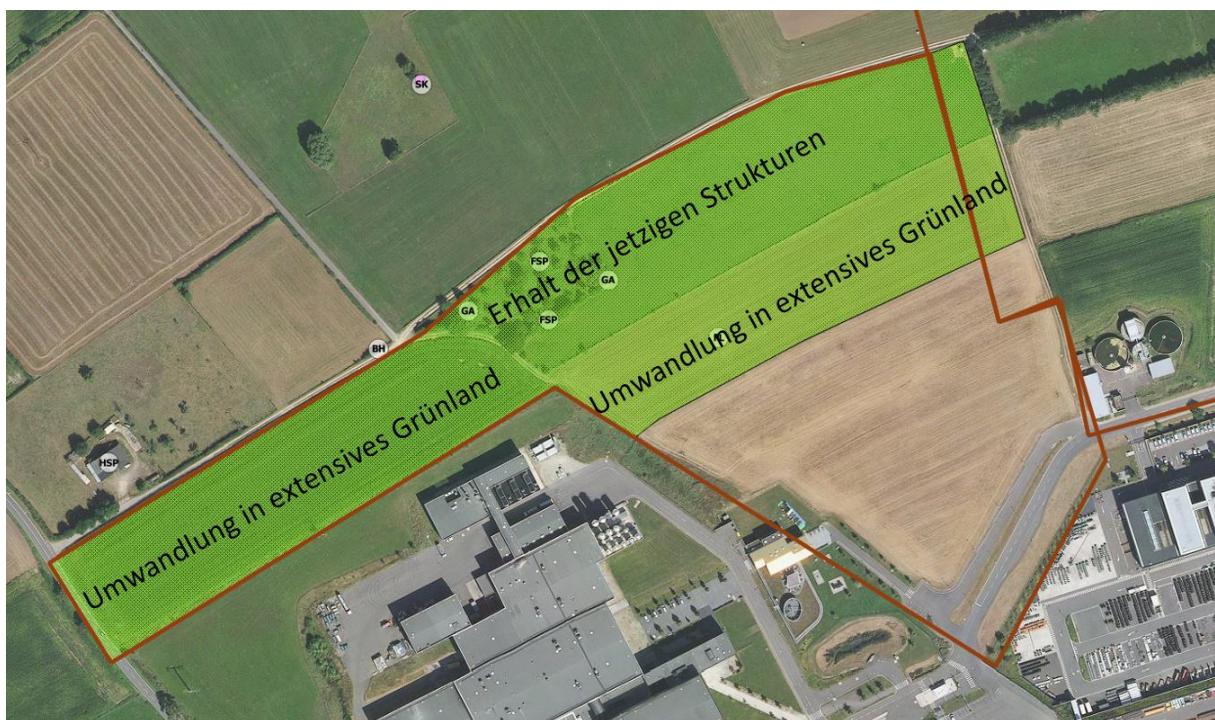 SK
Erhalt der jetzigen Strukturen
FSP
GA
GA
FSP
BH
Umwandlung in extensives Grünland
Umwandlung in extensives Grünland
HSP